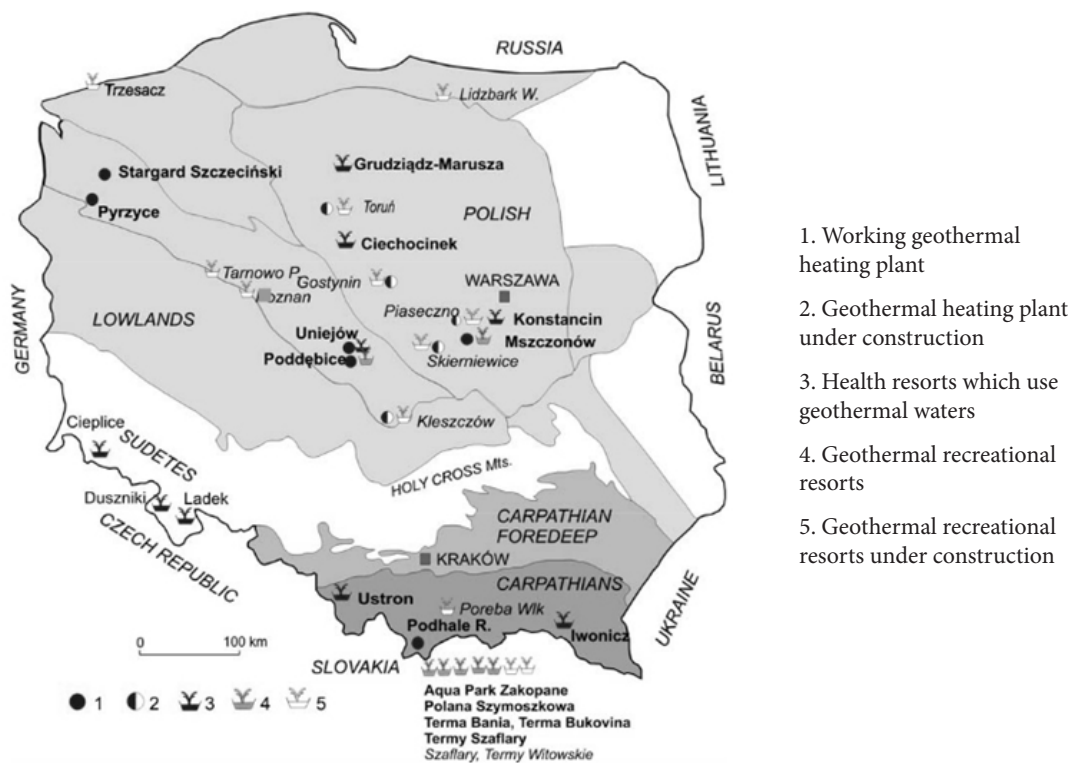 RUSSIA
Trzesacz
Lidzbark W.
LITHUANIA
Stargard Szczeciński
Grudziądz-Marusza
Pyrzyce
Toruń
POLISH
Ciechocinek
Tarnowo P.
Gostynin
WARSZAWA
Poznan
GERMANY
LOWLANDS
Piaseczno
Konstancin
BELARUS
Uniejów
Mszczonów
Poddębice
Skierniewice
Kleszczów
Cieplice
SUDETES
HOLY CROSS Mts.
Duszniki
Ladek
CZECH REPUBLIC
CARPATHIAN
FOREDEEP
KRAKÓW
CARPATHIANS
UKRAINE
Ustron
Poreba Wlk
Podhale R.
Iwonicz
0 100 km
SLOVAKIA
1 2 3 4 5
Aqua Park Zakopane
Polana Szymoszkowa
Terma Bania, Terma Bukovina
Termy Szaflary
Szaflary, Termy Witowskie
1. Working geothermal
heating plant
2. Geothermal heating plant
under construction
3. Health resorts which use
geothermal waters
4. Geothermal recreational
resorts
5. Geothermal recreational
resorts under construction